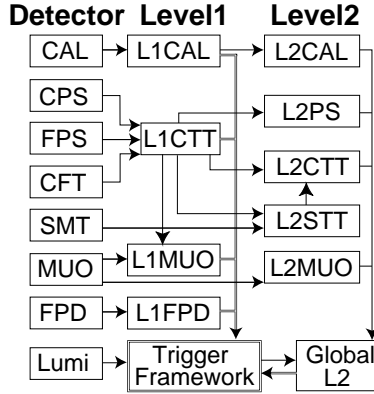 Detector Level1 Level2
CAL L1CAL L2CAL
CPS L2PS
FPS L1CTT
CFT L2CTT
SMT L2STT
MUO L1MUO L2MUO
FPD L1FPD
Lumi Trigger Global
Framework L2